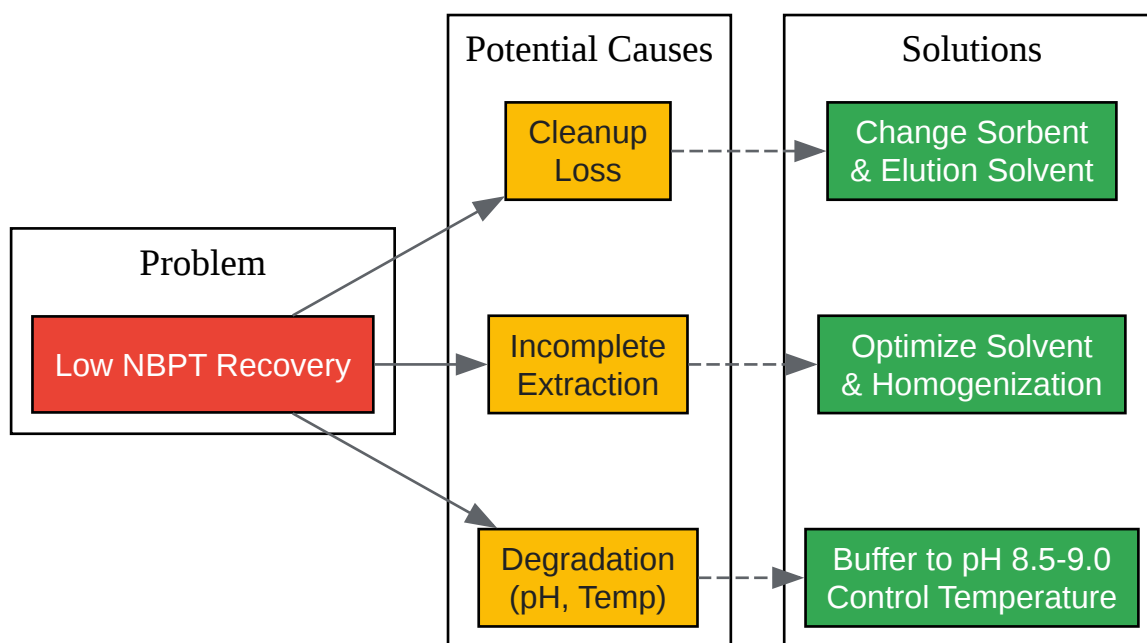 Potential Causes
Solutions
Cleanup
Loss
Change Sorbent
& Elution Solvent
Problem
Low NBPT Recovery
Incomplete
Extraction
Optimize Solvent
& Homogenization
Degradation
(pH, Temp)
Buffer to pH 8.5-9.0
Control Temperature